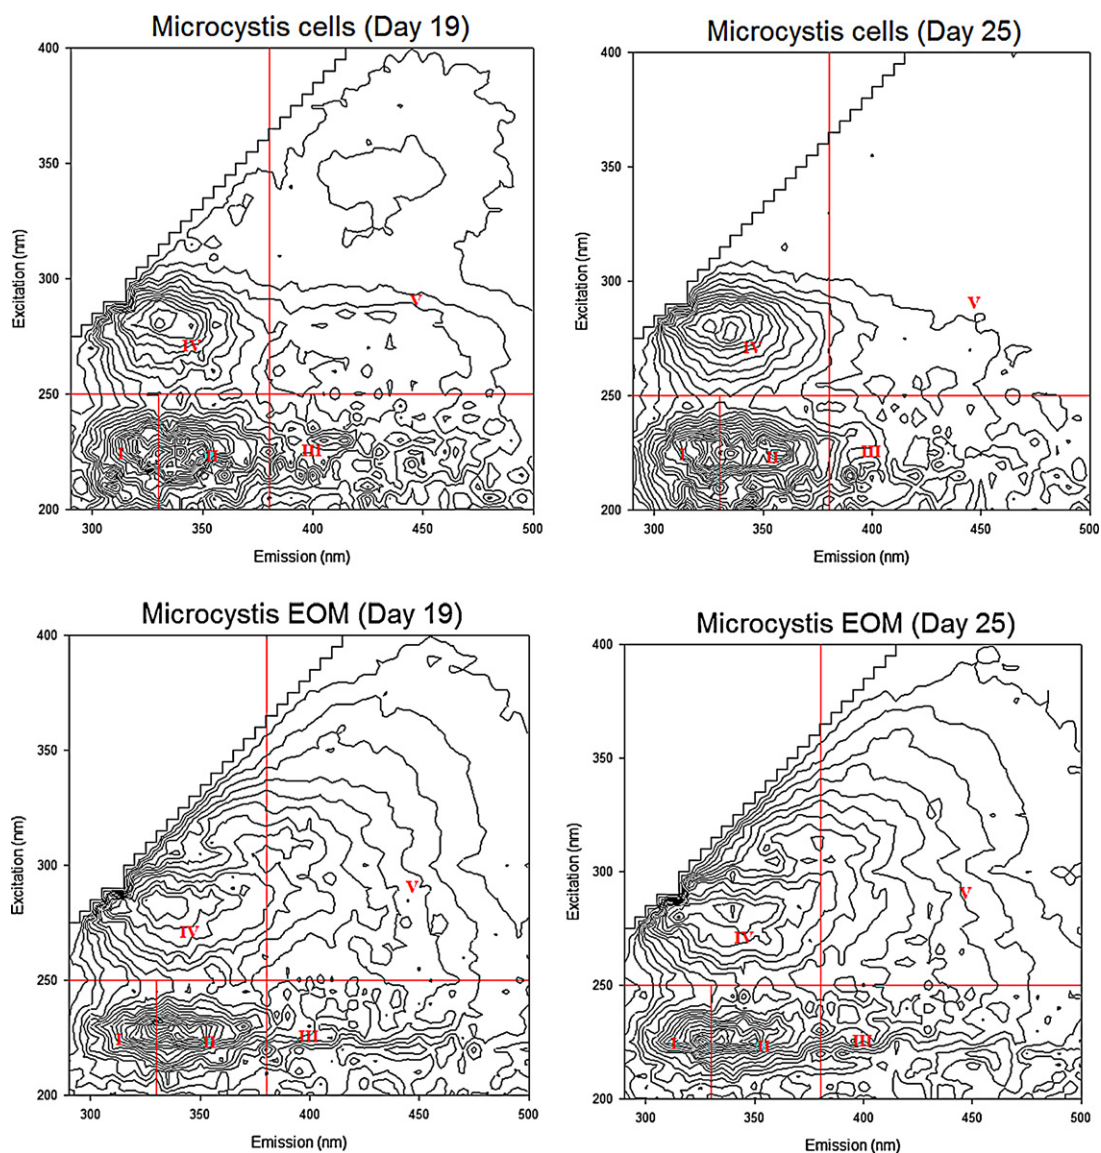 Microcystis cells (Day 19)
400
350
300
250
200
Excitation (nm)
V
IV
I
II
III
300
350
400
450
500
Emission (nm)
Microcystis cells (Day 25)
400
350
300
250
200
Excitation (nm)
V
IV
I
II
III
300
350
400
450
500
Emission (nm)
Microcystis EOM (Day 19)
400
350
300
250
200
Excitation (nm)
V
IV
I
II
III
300
350
400
450
500
Emission (nm)
Microcystis EOM (Day 25)
400
350
300
250
200
Excitation (nm)
V
IV
I
II
III
300
350
400
450
500
Emission (nm)